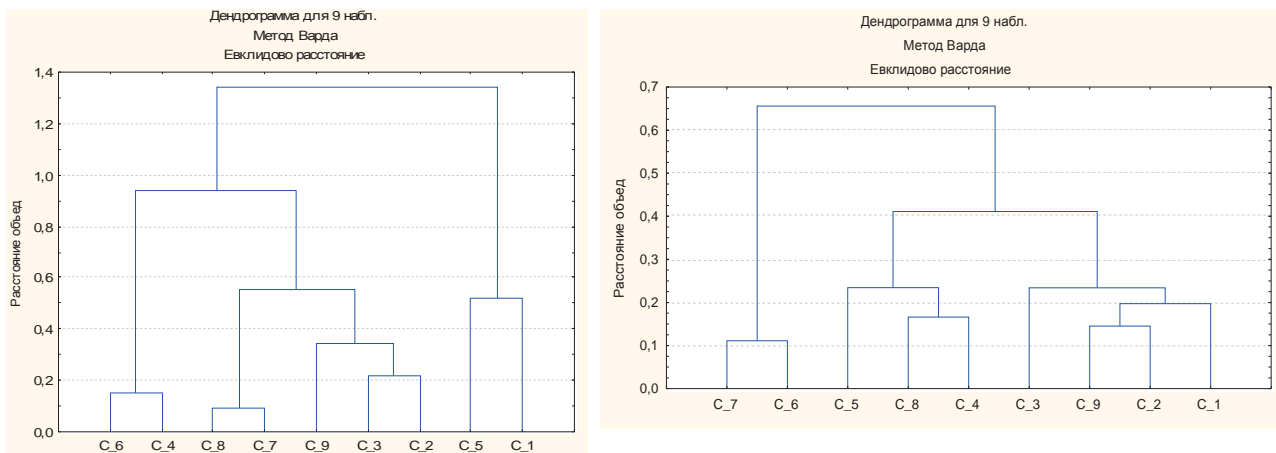 Дендрограмма для 9 набл.
Метод Варда
Евклидово расстояние
1,4
1,2
1,0
0,8
0,6
0,4
0,2
0,0
Расстояние объед
C_6 C_4 C_8 C_7 C_9 C_3 C_2 C_5 C_1
Дендрограмма для 9 набл.
Метод Варда
Евклидово расстояние
0,7
0,6
0,5
0,4
0,3
0,2
0,1
0,0
Расстояние объед
C_7 C_6 C_5 C_8 C_4 C_3 C_9 C_2 C_1